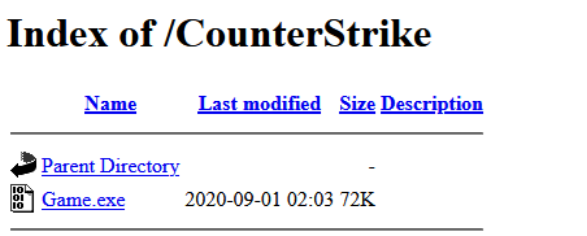 Index of /CounterStrike
Name Last modified Size Description
Parent Directory -
Game.exe 2020-09-01 02:03 72K